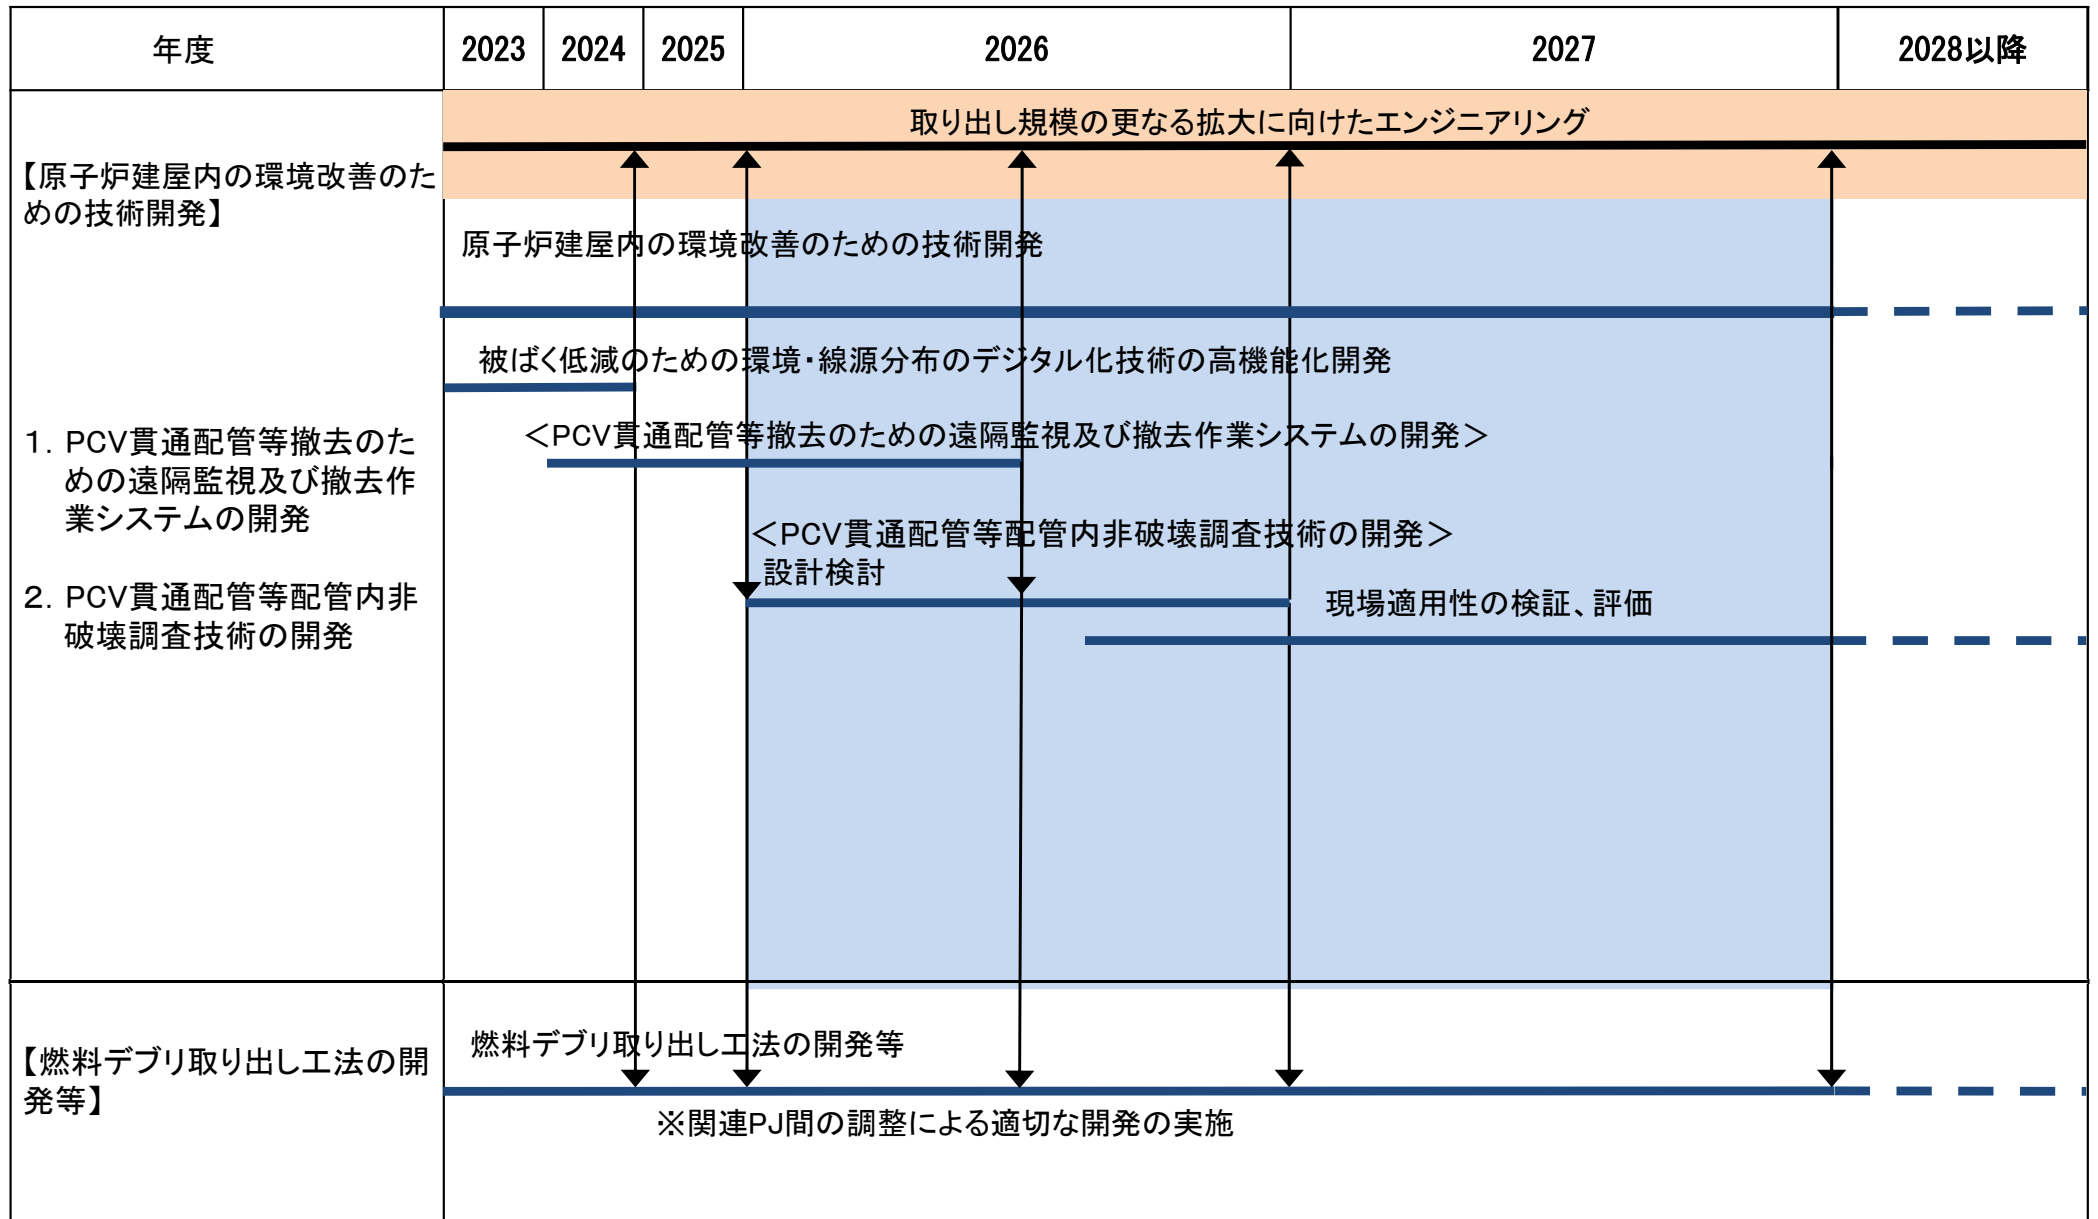 年度
2023
2024
2025
2026
2027
2028以降
取り出し規模の更なる拡大に向けたエンジニアリング
【原子炉建屋内の環境改善のた
めの技術開発】
原子炉建屋内の環境改善のための技術開発
被ばく低減のための環境・線源分布のデジタル化技術の高機能化開発
1．PCV貫通配管等撤去のた
めの遠隔監視及び撤去作
業システムの開発
＜PCV貫通配管等撤去のための遠隔監視及び撤去作業システムの開発＞
＜PCV貫通配管等配管内非破壊調査技術の開発＞
設計検討
2．PCV貫通配管等配管内非
破壊調査技術の開発
現場適用性の検証、評価
【燃料デブリ取り出し工法の開
発等】
燃料デブリ取り出し工法の開発等
※関連PJ間の調整による適切な開発の実施